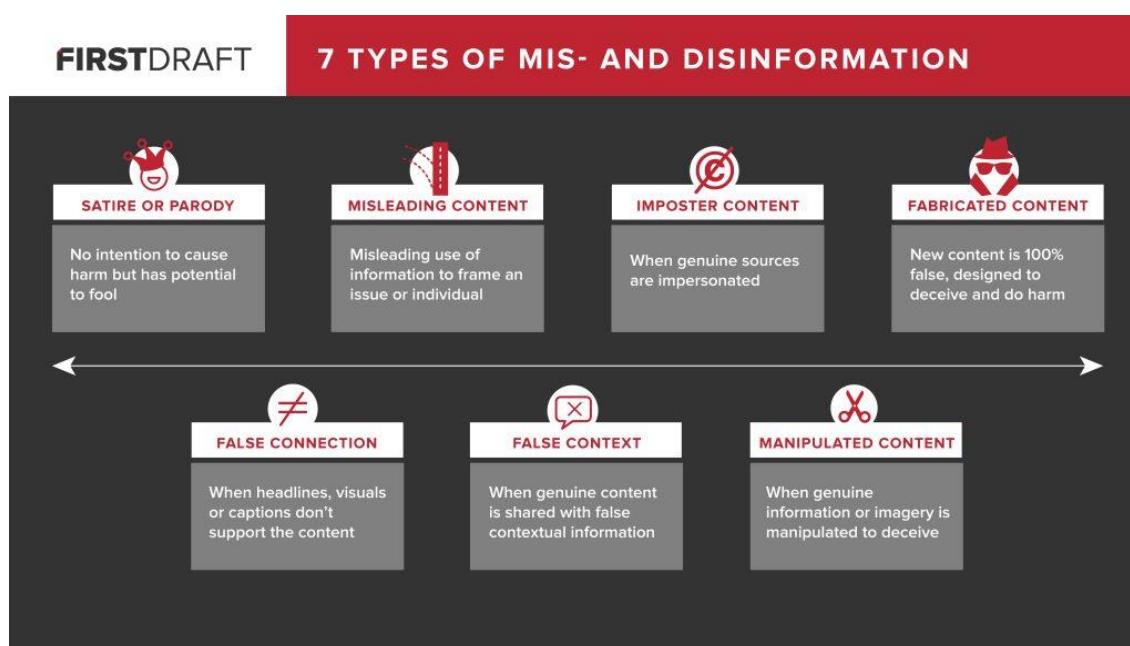 FIRSTDRAFT
7 TYPES OF MIS- AND DISINFORMATION
SATIRE OR PARODY
No intention to cause
harm but has potential
to fool
MISLEADING CONTENT
Misleading use of
information to frame an
issue or individual
IMPOSTER CONTENT
When genuine sources
are impersonated
FABRICATED CONTENT
New content is 100%
false, designed to
deceive and do harm
FALSE CONNECTION
When headlines, visuals
or captions don’t
support the content
FALSE CONTEXT
When genuine content
is shared with false
contextual information
MANIPULATED CONTENT
When genuine
information or imagery is
manipulated to deceive